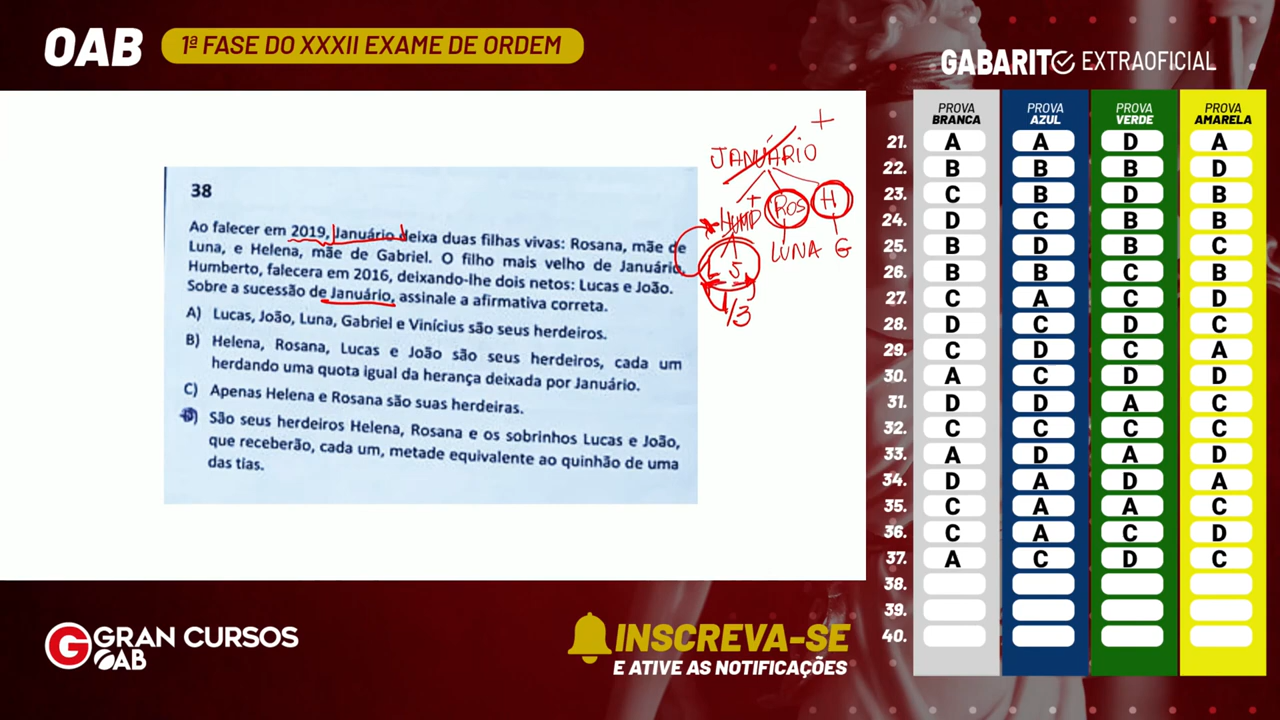 OAB
1ª FASE DO XXXII EXAME DE ORDEM
GABARITO EXTRAOFICIAL
38
Ao falecer em 2019, Januário deixa duas filhas vivas: Rosana, mãe de
Luna, e Helena, mãe de Gabriel. O filho mais velho de Januário,
Humberto, falecera em 2016, deixando-lhe dois netos: Lucas e João.
Sobre a sucessão de Januário, assinale a afirmativa correta.
A) Lucas, João, Luna, Gabriel e Vinícius são seus herdeiros.
B) Helena, Rosana, Lucas e João são seus herdeiros, cada um
herdando uma quota igual da herança deixada por Januário.
C) Apenas Helena e Rosana são suas herdeiras.
D) São seus herdeiros Helena, Rosana e os sobrinhos Lucas e João,
que receberão, cada um, metade equivalente ao quinhão de uma
das tias.
+
JANUÁRIO
+
HUMB ROS H
L J LUNA G
1/3
PROVA BRANCA PROVA AZUL PROVA VERDE PROVA AMARELA
21. A A D A
22. B B B D
23. C B D B
24. D C B B
25. B D B C
26. B B C B
27. C A C D
28. D C D C
29. C D C A
30. A C D D
31. D D A C
32. C C C C
33. A D A D
34. D A D A
35. C A A C
36. C A C D
37. A C D C
38.
39.
40.
G GRAN CURSOS
OAB
INSCREVA-SE
E ATIVE AS NOTIFICAÇÕES